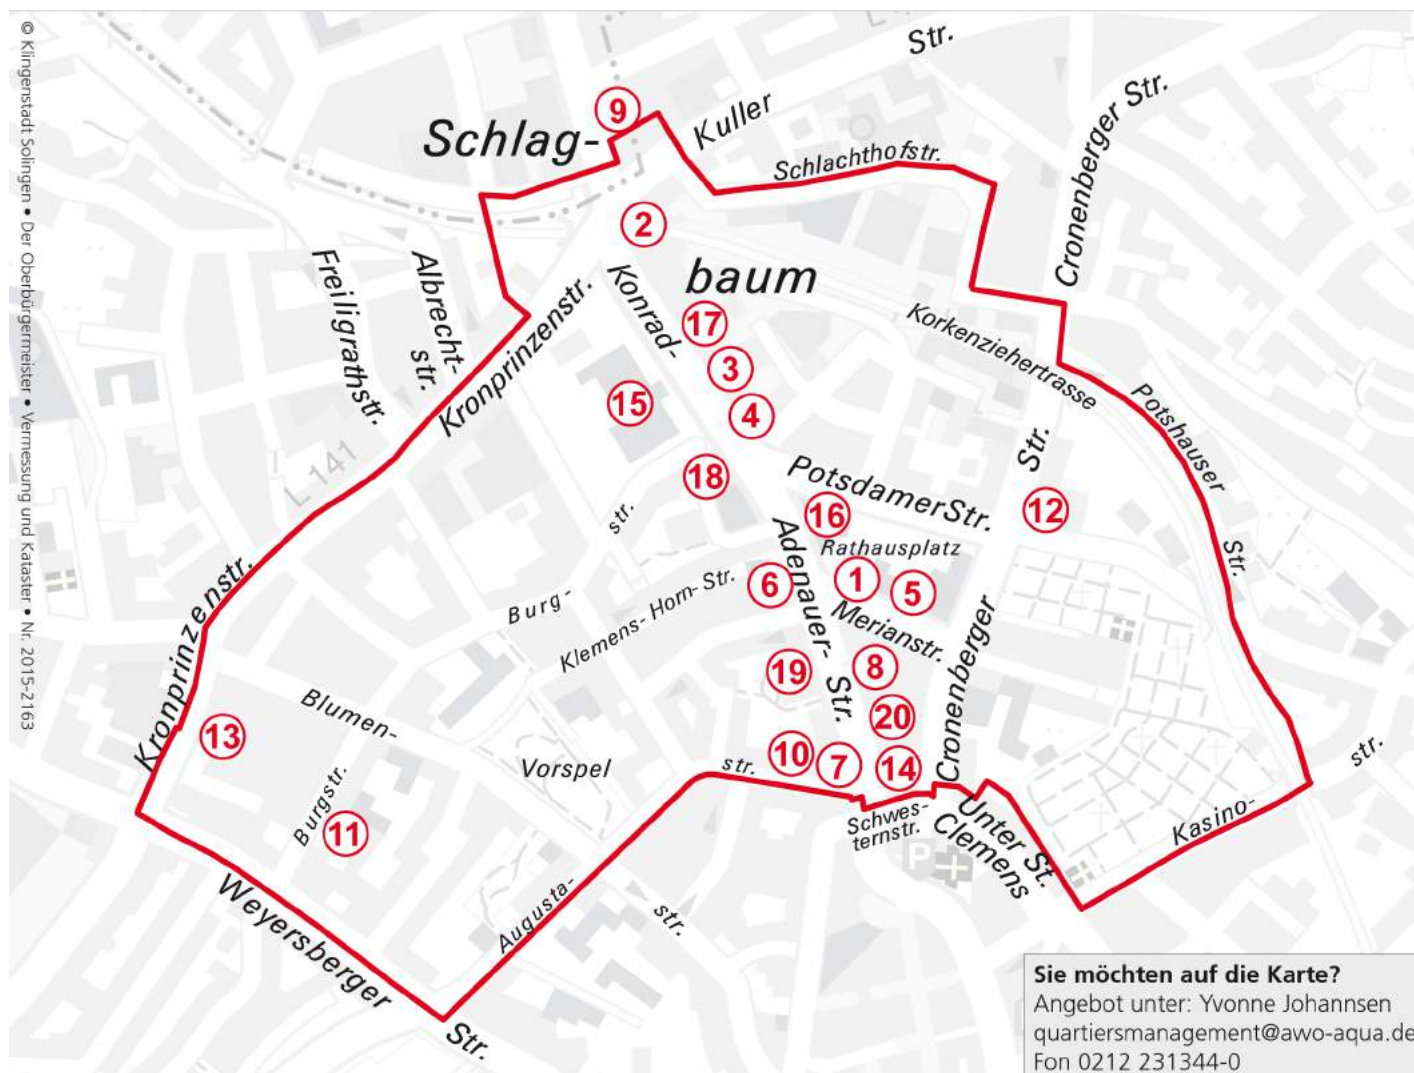 © Klingenstadt Solingen • Der Oberbürgermeister • Vermessung und Kataster • Nr. 2015-2163
Str.
Kuller
Cronenberger Str.
9
Schlag-
Schlachthofstr.
2
baum
Freiligrathstr.
Albrecht-
str.
Kronprinzenstr.
Konrad-
17
3
4
15
Korkenziehertrasse
Potshauser
Str.
L 141
18
Potsdamer Str.
Str.
12
16
Rathausplatz
str.
Adenauer-
Str.
6
1
5
Burg-
Klemens-Horn-Str.
Merianstr.
Cronenberger
Kronprinzenstr.
19
8
20
13
Blumen-
Vorspel
str.
10
7
14
str.
Burgstr.
11
Schwes-
ternstr.
Unter St.
Clemens
Kasino-
P
Weyersberger
Str.
Augusta-
str.
Sie möchten auf die Karte?
Angebot unter: Yvonne Johannsen
quartiersmanagement@awo-aqua.de
Fon 0212 231344-0